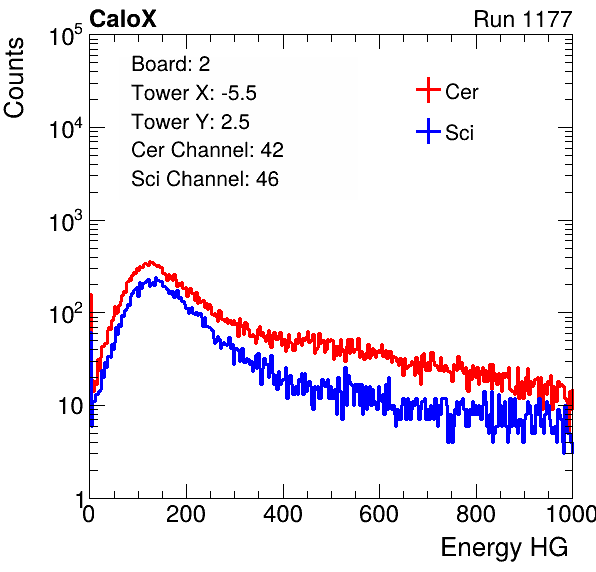 CaloX Run 1177
Counts
10^5
10^4
10^3
10^2
10
1
Board: 2
Tower X: -5.5
Tower Y: 2.5
Cer Channel: 42
Sci Channel: 46
Cer
Sci
0 200 400 600 800 1000
Energy HG